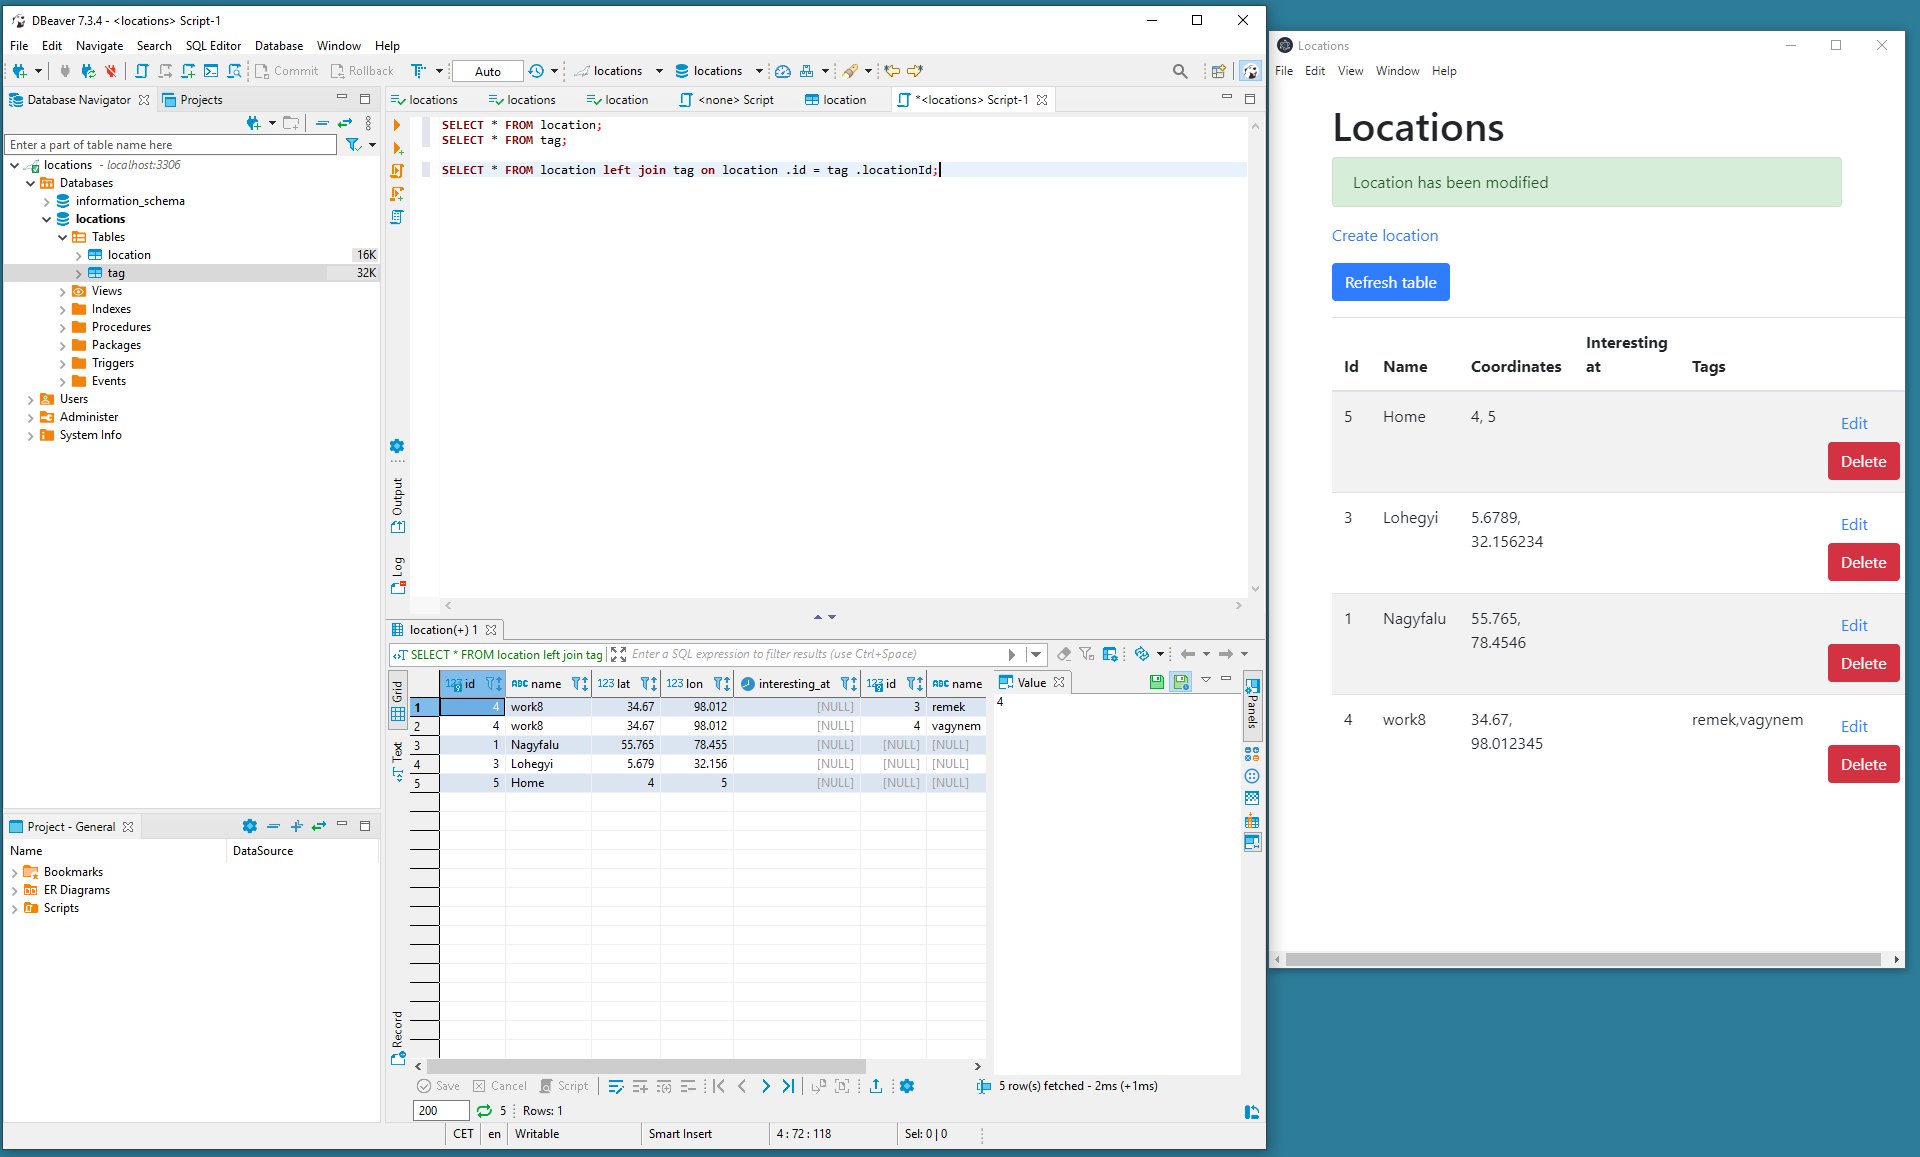 DBeaver 7.3.4 - <locations> Script-1
File Edit Navigate Search SQL Editor Database Window Help
Commit Rollback Auto locations locations
Database Navigator Projects
Enter a part of table name here
locations - localhost:3306
Databases
information_schema
locations
Tables
location 16K
tag 32K
Views
Indexes
Procedures
Packages
Triggers
Events
Users
Administer
System Info
Project - General
Name DataSource
Bookmarks
ER Diagrams
Scripts
locations locations location <none> Script location *<locations> Script-1
SELECT * FROM location;
SELECT * FROM tag;
SELECT * FROM location left join tag on location .id = tag .locationId;
Output
Log
location(+) 1
SELECT * FROM location left join tag Enter a SQL expression to filter results (use Ctrl+Space)
Grid
Text
Record
123 id ABC name 123 lat 123 lon interesting_at 123 id ABC name
1 4 work8 34.67 98.012 [NULL] 3 remek
2 4 work8 34.67 98.012 [NULL] 4 vagynem
3 1 Nagyfalu 55.765 78.455 [NULL] [NULL] [NULL]
4 3 Lohegyi 5.679 32.156 [NULL] [NULL] [NULL]
5 5 Home 4 5 [NULL] [NULL] [NULL]
Value
4
Panels
Save Cancel Script 5 row(s) fetched - 2ms (+1ms)
200 5 Rows: 1
CET en Writable Smart Insert 4 : 72 : 118 Sel: 0 | 0
Locations
File Edit View Window Help
Locations
Location has been modified
Create location
Refresh table
Id Name Coordinates Interesting at Tags
5 Home 4, 5 Edit
Delete
3 Lohegyi 5.6789, Edit
32.156234 Delete
1 Nagyfalu 55.765, Edit
78.4546 Delete
4 work8 34.67, remek,vagynem Edit
98.012345 Delete